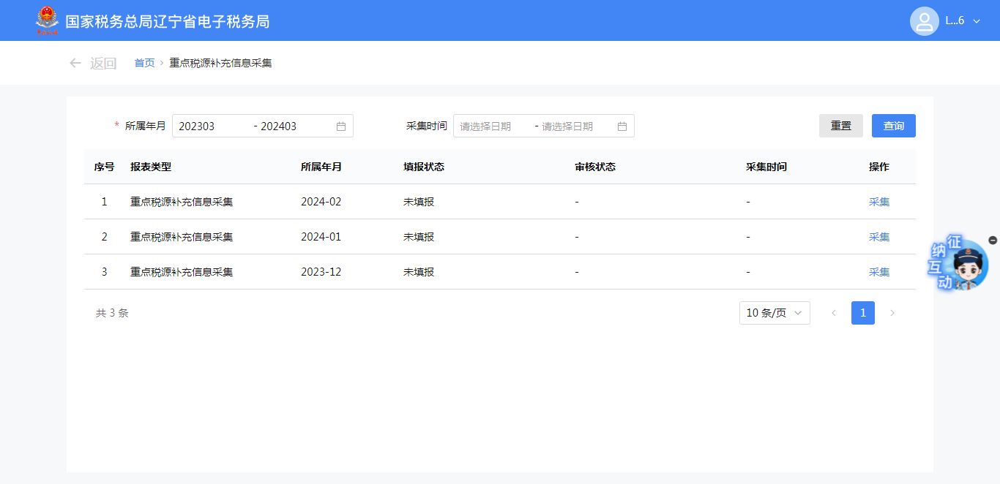 国家税务总局辽宁省电子税务局
L...6
返回 首页 > 重点税源补充信息采集
* 所属年月 202303 - 202403 采集时间 请选择日期 - 请选择日期 重置 查询
序号 报表类型 所属年月 填报状态 审核状态 采集时间 操作
1 重点税源补充信息采集 2024-02 未填报 - - 采集
2 重点税源补充信息采集 2024-01 未填报 - - 采集
3 重点税源补充信息采集 2023-12 未填报 - - 采集
征纳互动
共 3 条 10 条/页 < 1 >